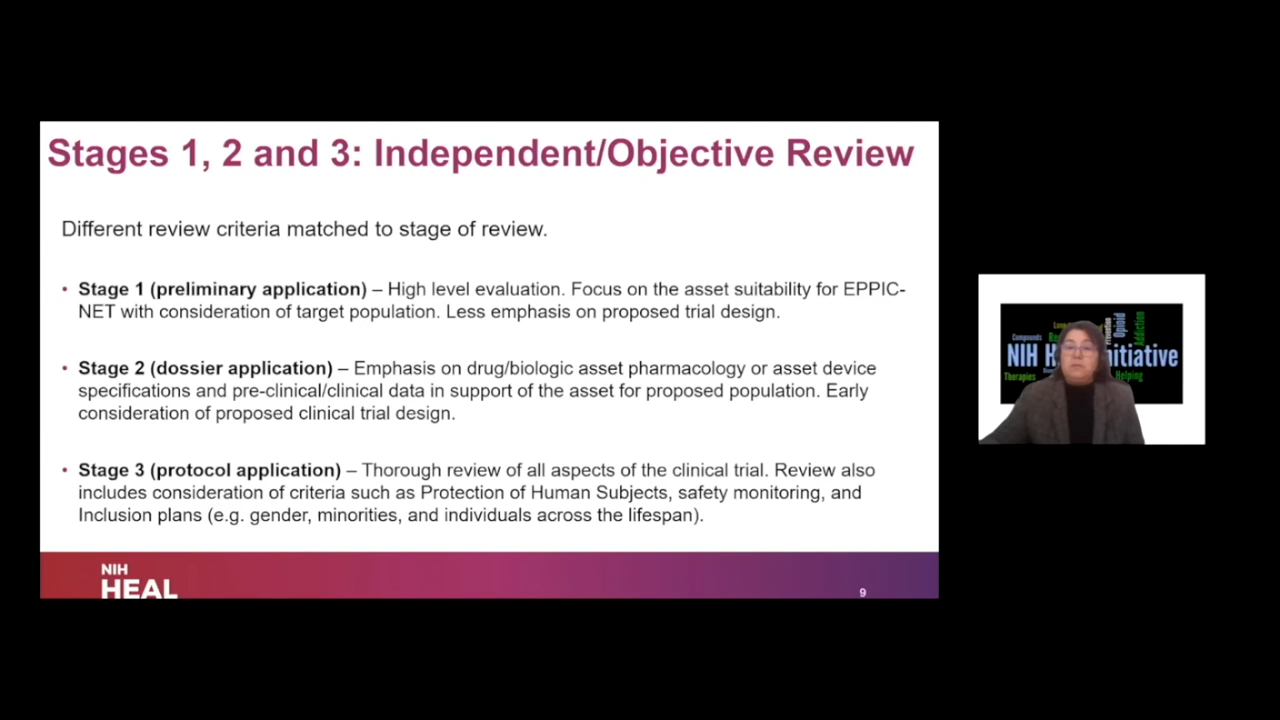 Stages 1, 2 and 3: Independent/Objective Review
Different review criteria matched to stage of review.
• Stage 1 (preliminary application) – High level evaluation. Focus on the asset suitability for EPPIC-
NET with consideration of target population. Less emphasis on proposed trial design.
• Stage 2 (dossier application) – Emphasis on drug/biologic asset pharmacology or asset device
specifications and pre-clinical/clinical data in support of the asset for proposed population. Early
consideration of proposed clinical trial design.
• Stage 3 (protocol application) – Thorough review of all aspects of the clinical trial. Review also
includes consideration of criteria such as Protection of Human Subjects, safety monitoring, and
Inclusion plans (e.g. gender, minorities, and individuals across the lifespan).
NIH
HEAL
9
Compounds
Opioid
Addiction
NIH
Therapies
Helping